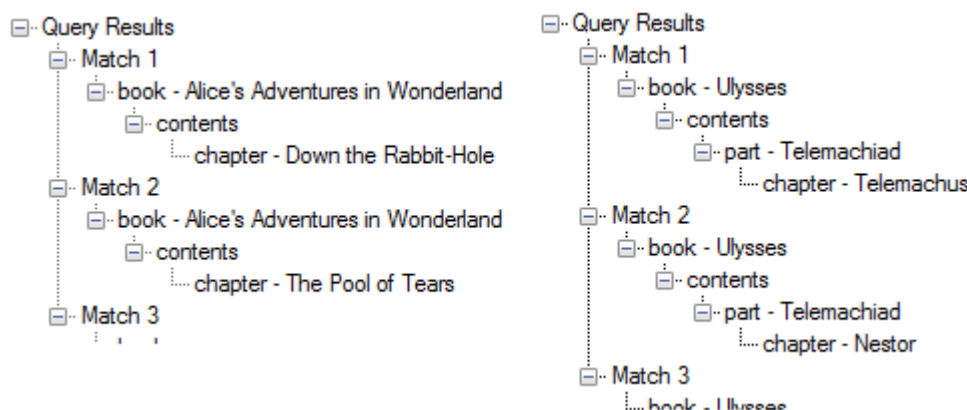 Query Results
Match 1
book - Alice's Adventures in Wonderland
contents
chapter - Down the Rabbit-Hole
Match 2
book - Alice's Adventures in Wonderland
contents
chapter - The Pool of Tears
Match 3
Query Results
Match 1
book - Ulysses
contents
part - Telemachiad
chapter - Telemachus
Match 2
book - Ulysses
contents
part - Telemachiad
chapter - Nestor
Match 3
book - Ulysses